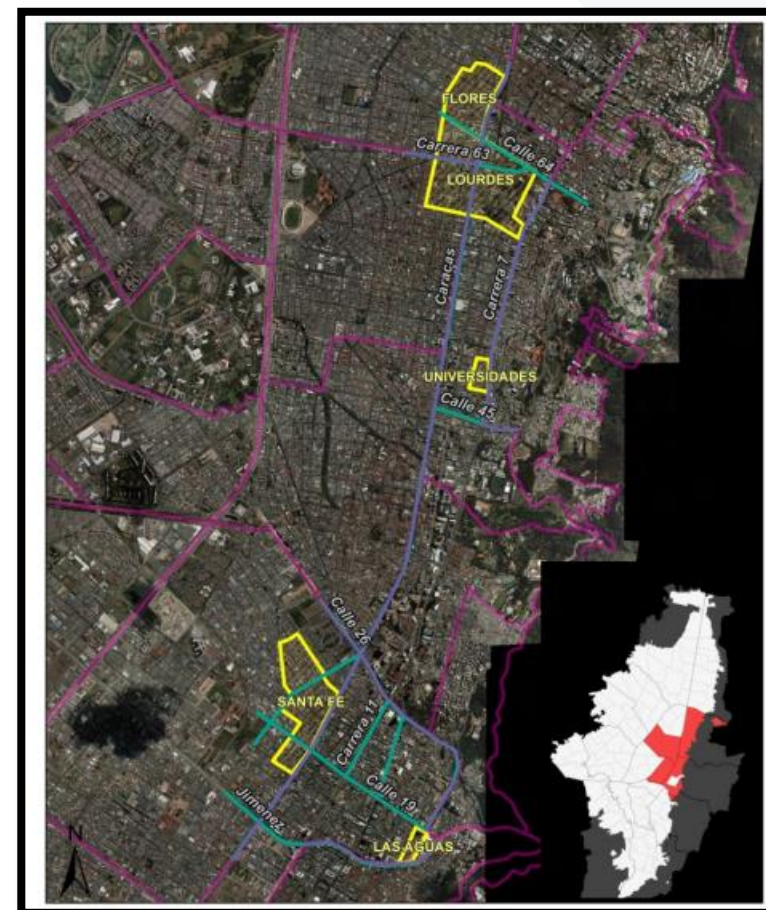 FLORES
Carrera 63
Calle 64
LOURDES
Caracas
Carrera 7
UNIVERSIDADES
Calle 45
Calle 26
SANTA FE
Carrera 11
Calle 19
Jimenez
LAS AGUAS
N